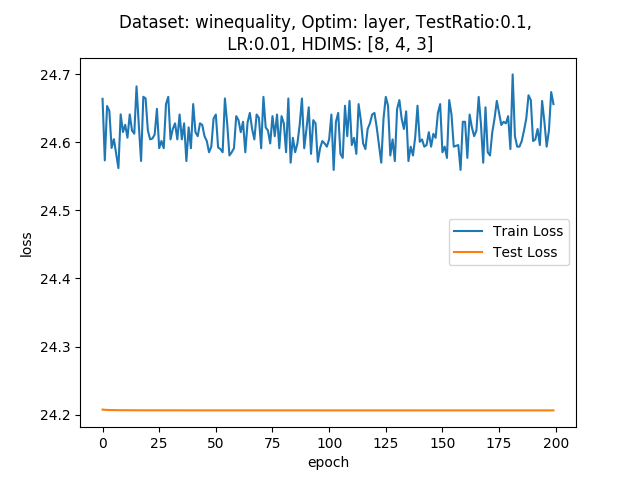 Dataset: winequality, Optim: layer, TestRatio:0.1,
LR:0.01, HDIMS: [8, 4, 3]
24.7
24.6
24.5
24.4
24.3
24.2
loss
Train Loss
Test Loss
0 25 50 75 100 125 150 175 200
epoch